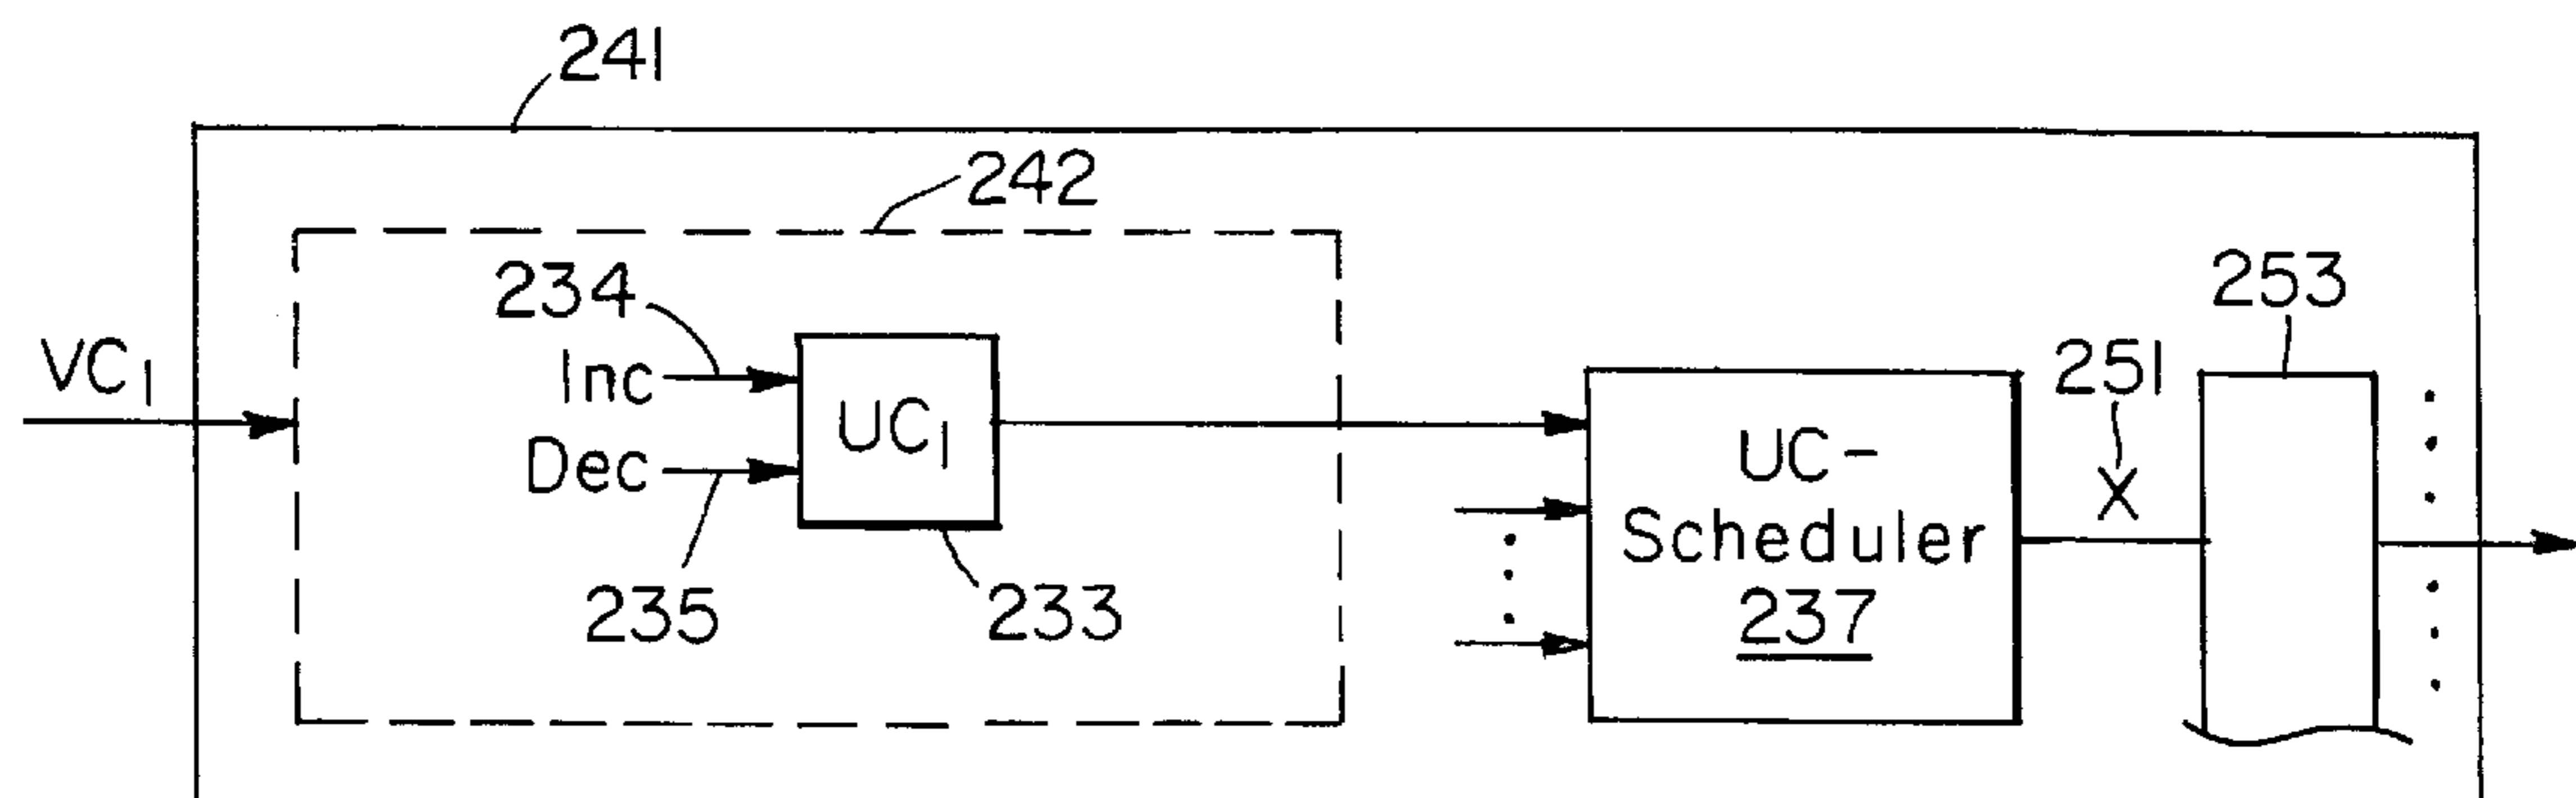 241
242
234
253
VC1
Inc
251
UC1
UC-
Dec
X
Scheduler
235
233
237